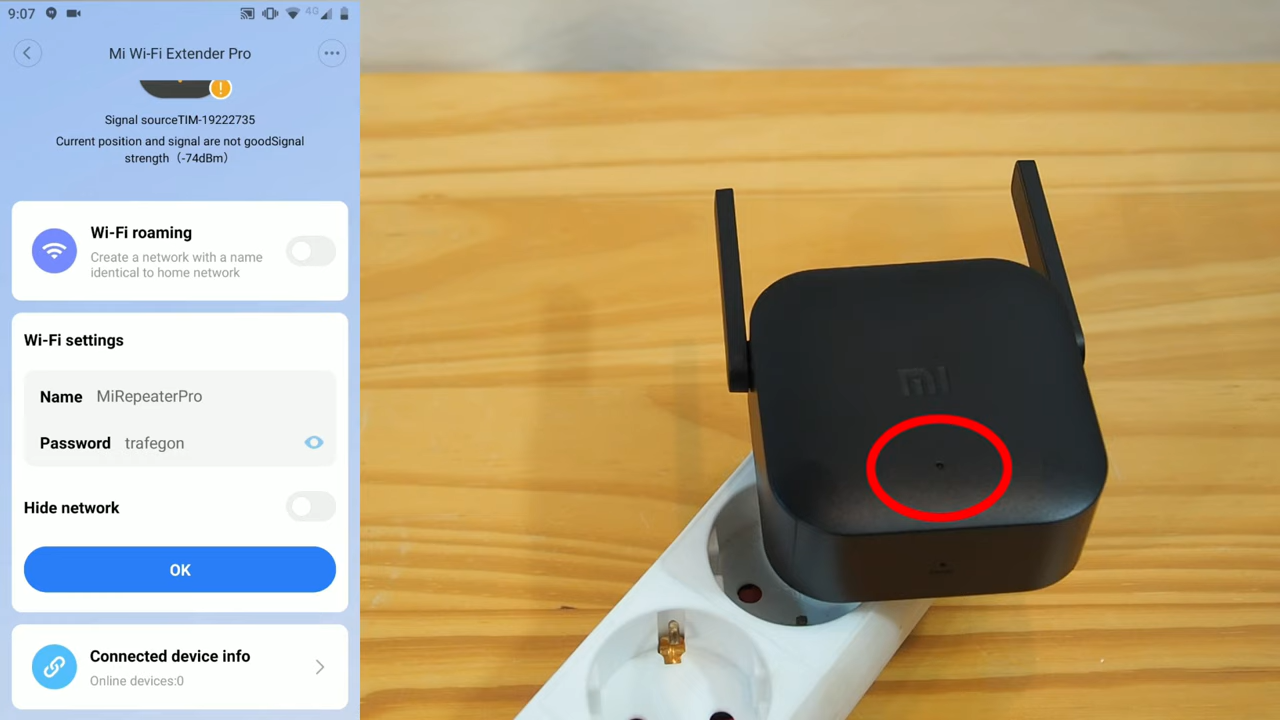 9:07
4G
Mi Wi-Fi Extender Pro
Signal sourceTIM-19222735
Current position and signal are not goodSignal
strength（-74dBm）
Wi-Fi roaming
Create a network with a name
identical to home network
Wi-Fi settings
Name MiRepeaterPro
Password trafegon
Hide network
OK
Connected device info
Online devices:0
mi